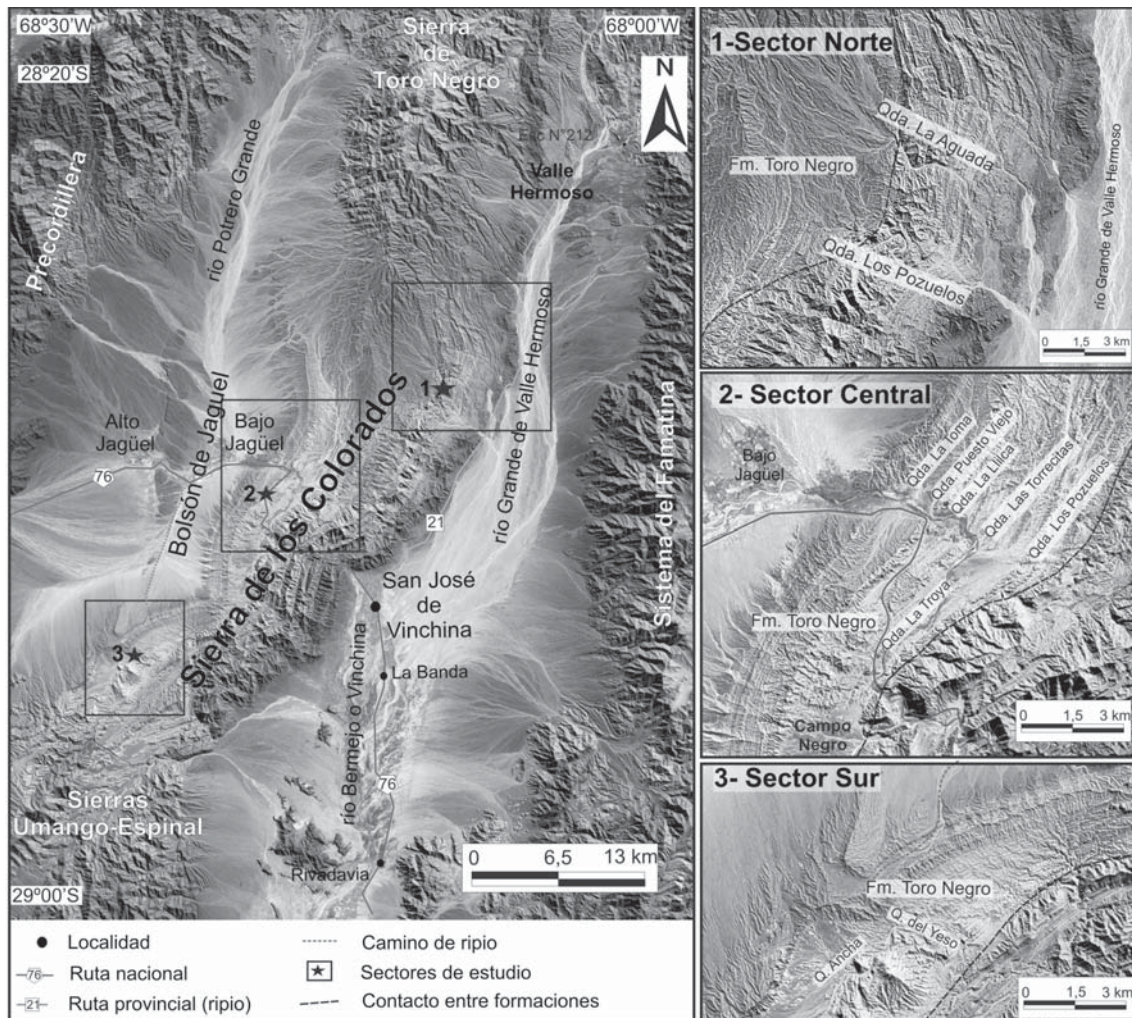 68º30'W
68º00'W
28º20'S
Sierra
de
Toro Negro
N
Valle
Hermoso
Precordillera
río Potrero Grande
río Grande de Valle Hermoso
1
Alto
Jagüel
Bajo
Jagüel
76
2
Bolsón de Jaguel
Sierra de los Colorados
21
Sistema del Famatina
San José
de
Vinchina
3
La Banda
río Bermejo o Vinchina
76
Sierras
Umango-Espinal
Rivadavia
0 6,5 13 km
29º00'S
Localidad
76 Ruta nacional
21 Ruta provincial (ripio)
Camino de ripio
Sectores de estudio
Contacto entre formaciones
1-Sector Norte
Qda. La Aguada
Fm. Toro Negro
Qda. Los Pozuelos
río Grande de Valle Hermoso
0 1,5 3 km
2- Sector Central
Bajo
Jagüel
Qda. La Toma
Qda. Puesto Viejo
Qda. La Lilica
Qda. Las Torrecitas
Qda. Los Pozuelos
Qda. La Troya
Fm. Toro Negro
Campo
Negro
0 1,5 3 km
3- Sector Sur
Fm. Toro Negro
Q. del Yeso
Q. Ancha
0 1,5 3 km